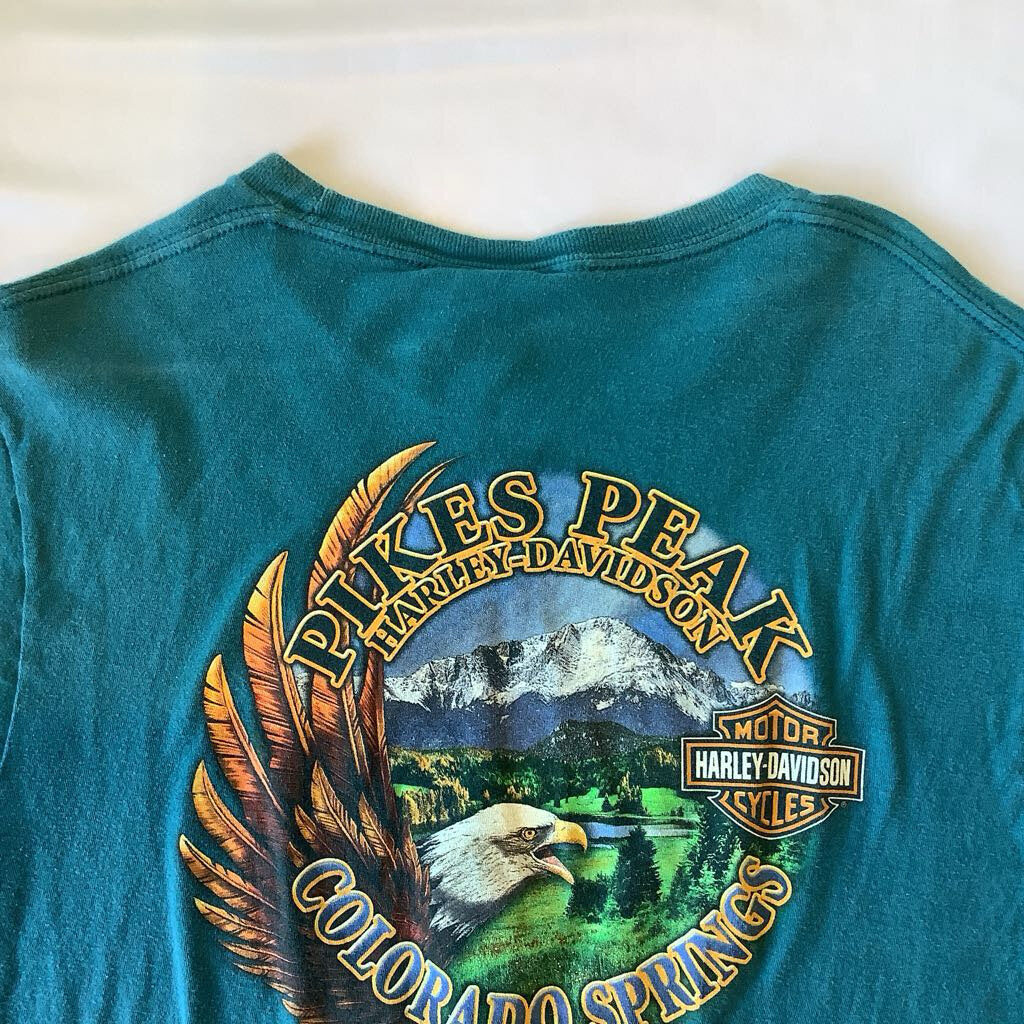 PIKES PEAK
HARLEY-DAVIDSON
MOTOR
HARLEY-DAVIDSON
CYCLES
COLORADO SPRINGS